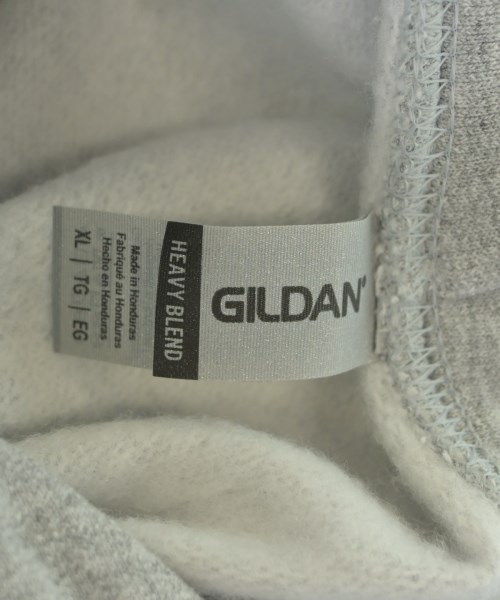 GILDAN®
HEAVY BLEND
Made in Honduras
Fabriqué au Honduras
Hecho en Honduras
XL | TG | EG